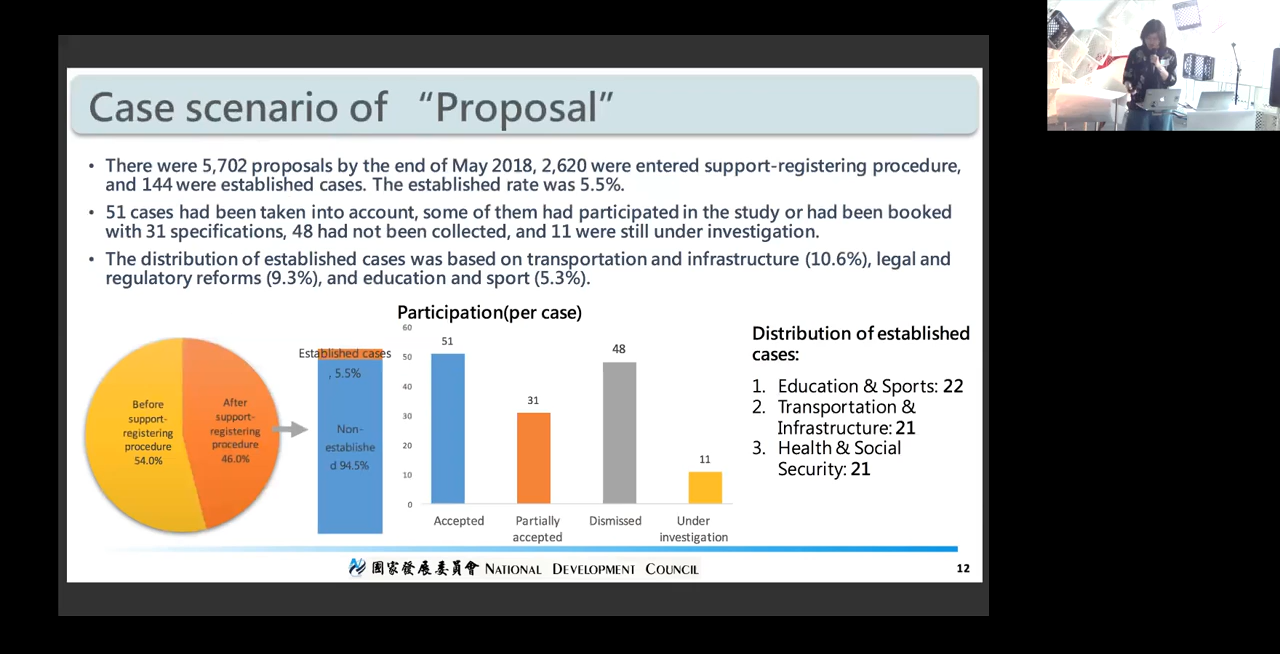 Case scenario of “Proposal”
• There were 5,702 proposals by the end of May 2018, 2,620 were entered support-registering procedure,
and 144 were established cases. The established rate was 5.5%.
• 51 cases had been taken into account, some of them had participated in the study or had been booked
with 31 specifications, 48 had not been collected, and 11 were still under investigation.
• The distribution of established cases was based on transportation and infrastructure (10.6%), legal and
regulatory reforms (9.3%), and education and sport (5.3%).
Before
support-
registering
procedure
54.0%
After
support-
registering
procedure
46.0%
Established cases
, 5.5%
Non-
establishe
d 94.5%
Participation(per case)
60
50
40
30
20
10
0
51
31
48
11
Accepted
Partially
accepted
Dismissed
Under
investigation
Distribution of established
cases:
1. Education & Sports: 22
2. Transportation &
Infrastructure: 21
3. Health & Social
Security: 21
國家發展委員會 NATIONAL DEVELOPMENT COUNCIL
12